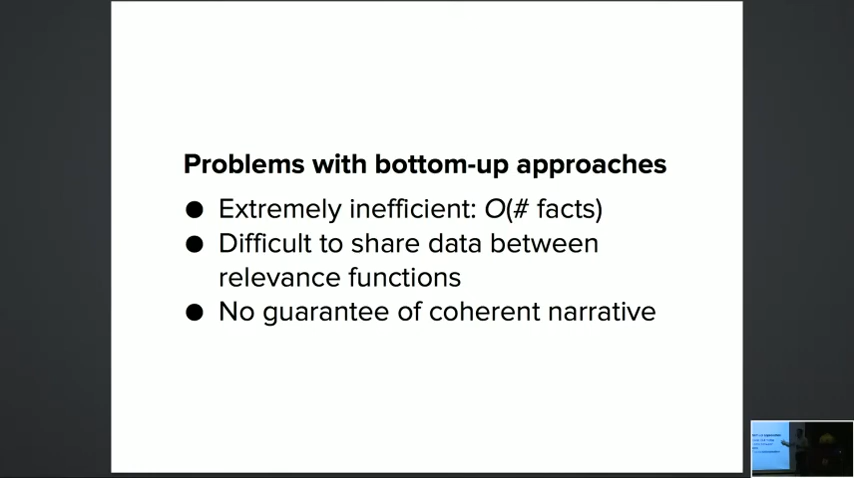 Problems with bottom-up approaches
● Extremely inefficient: O(# facts)
● Difficult to share data between
relevance functions
● No guarantee of coherent narrative